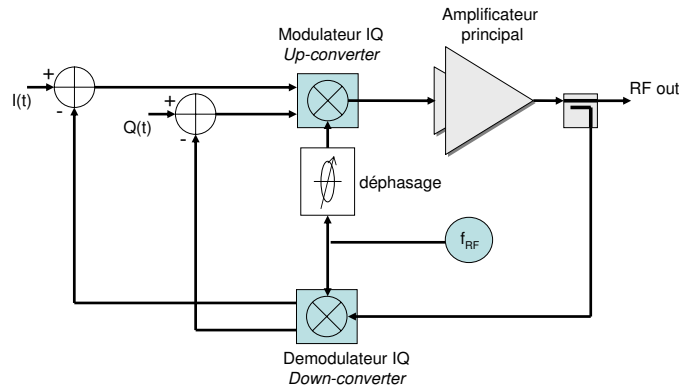 Amplificateur
principal
Modulateur IQ
Up-converter
+
I(t)
-
+
Q(t)
-
RF out
déphasage
fRF
Demodulateur IQ
Down-converter